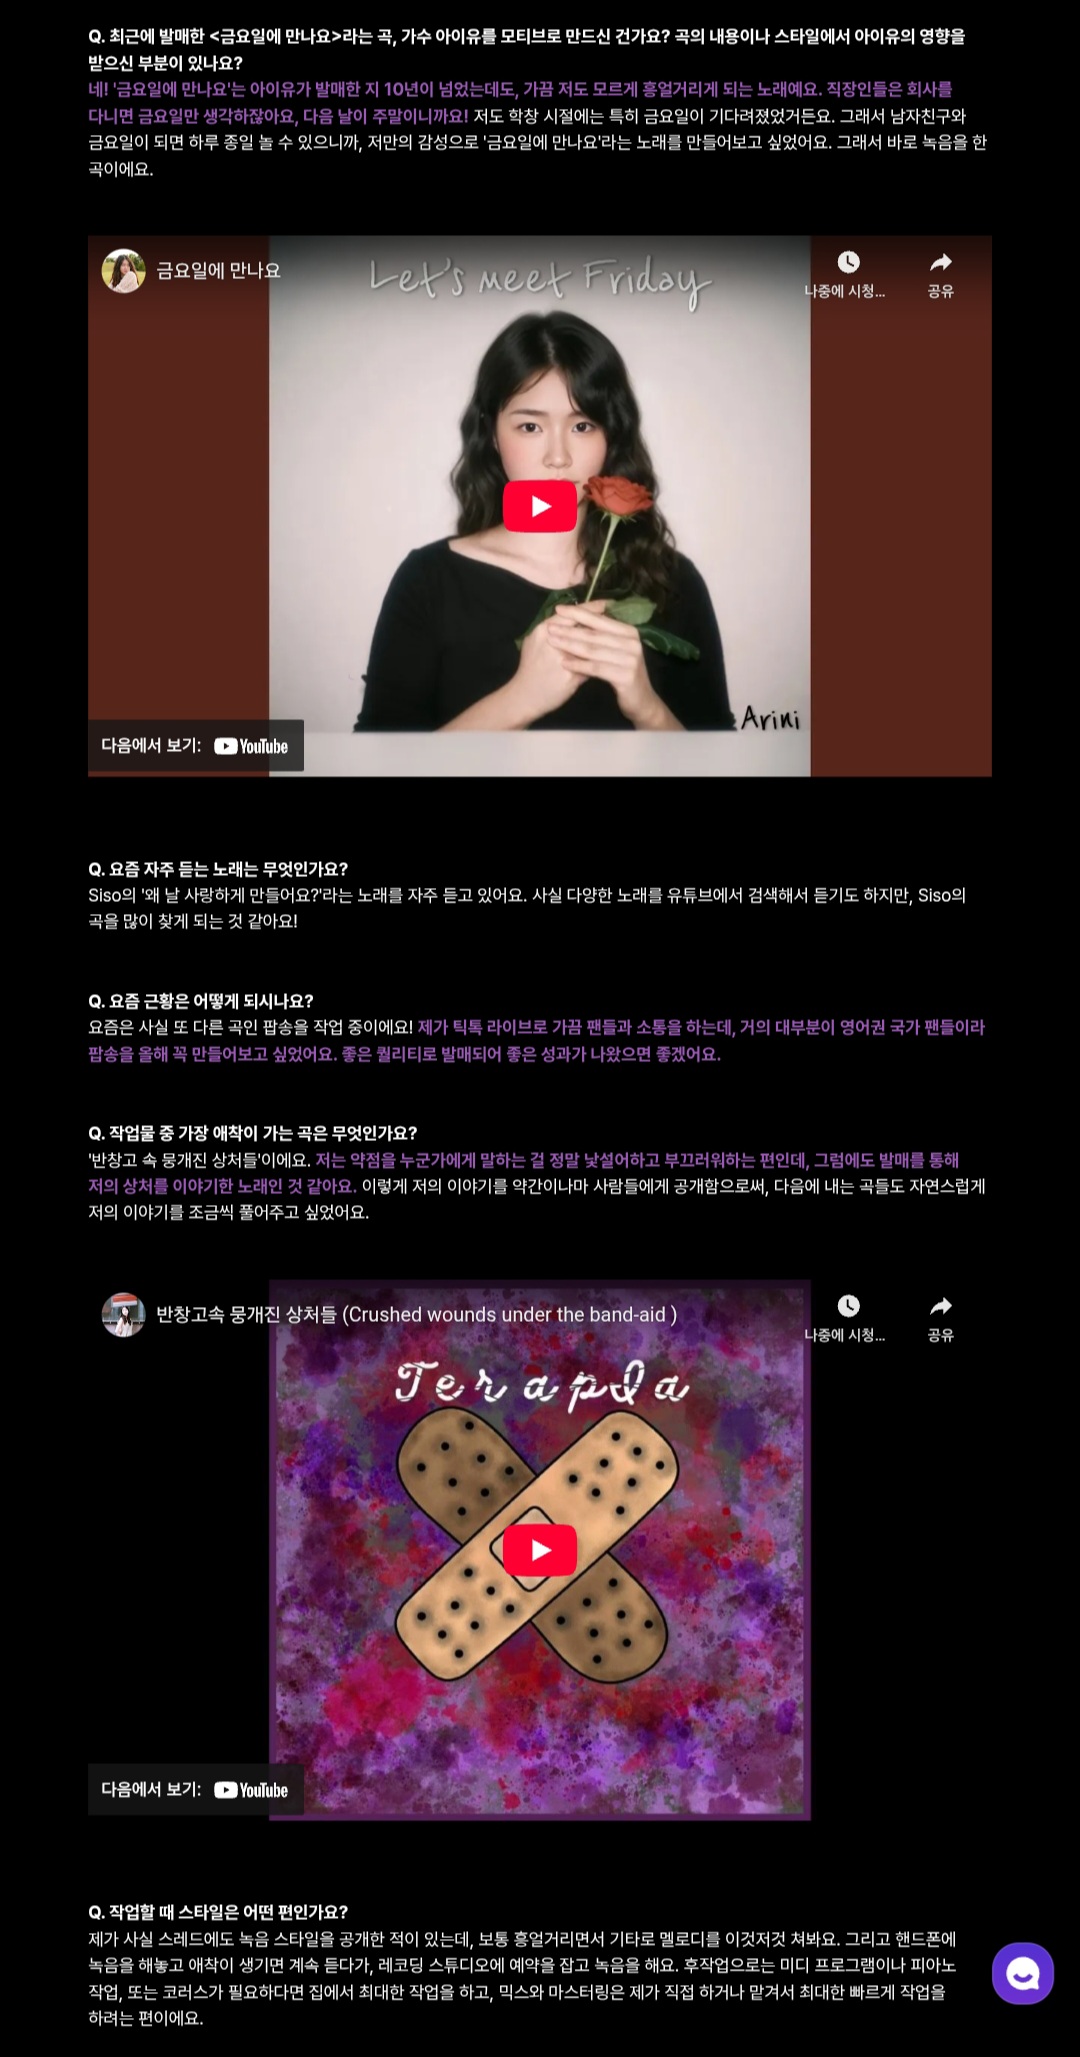 Q. 최근에 발매한 <금요일에 만나요>라는 곡, 가수 아이유를 모티브로 만드신 건가요? 곡의 내용이나 스타일에서 아이유의 영향을
받으신 부분이 있나요?
네! '금요일에 만나요'는 아이유가 발매한 지 10년이 넘었는데도, 가끔 저도 모르게 흥얼거리게 되는 노래예요. 직장인들은 회사를
다니면 금요일만 생각하잖아요, 다음 날이 주말이니까요! 저도 학창 시절에는 특히 금요일이 기다려졌었거든요. 그래서 남자친구와
금요일이 되면 하루 종일 놀 수 있으니까, 저만의 감성으로 '금요일에 만나요'라는 노래를 만들어보고 싶었어요. 그래서 바로 녹음을 한
곡이에요.
금요일에 만나요
Let's meet Friday
나중에 시청...
공유
Arini
다음에서 보기: YouTube
Q. 요즘 자주 듣는 노래는 무엇인가요?
Siso의 '왜 날 사랑하게 만들어요?'라는 노래를 자주 듣고 있어요. 사실 다양한 노래를 유튜브에서 검색해서 듣기도 하지만, Siso의
곡을 많이 찾게 되는 것 같아요!
Q. 요즘 근황은 어떻게 되시나요?
요즘은 사실 또 다른 곡인 팝송을 작업 중이에요! 제가 틱톡 라이브로 가끔 팬들과 소통을 하는데, 거의 대부분이 영어권 국가 팬들이라
팝송을 올해 꼭 만들어보고 싶었어요. 좋은 퀄리티로 발매되어 좋은 성과가 나왔으면 좋겠어요.
Q. 작업물 중 가장 애착이 가는 곡은 무엇인가요?
'반창고 속 뭉개진 상처들'이에요. 저는 약점을 누군가에게 말하는 걸 정말 낯설어하고 부끄러워하는 편인데, 그럼에도 발매를 통해
저의 상처를 이야기한 노래인 것 같아요. 이렇게 저의 이야기를 약간이나마 사람들에게 공개함으로써, 다음에 내는 곡들도 자연스럽게
저의 이야기를 조금씩 풀어주고 싶었어요.
반창고속 뭉개진 상처들 (Crushed wounds under the band-aid )
나중에 시청...
공유
Terapia
다음에서 보기: YouTube
Q. 작업할 때 스타일은 어떤 편인가요?
제가 사실 스레드에도 녹음 스타일을 공개한 적이 있는데, 보통 흥얼거리면서 기타로 멜로디를 이것저것 쳐봐요. 그리고 핸드폰에
녹음을 해놓고 애착이 생기면 계속 듣다가, 레코딩 스튜디오에 예약을 잡고 녹음을 해요. 후작업으로는 미디 프로그램이나 피아노
작업, 또는 코러스가 필요하다면 집에서 최대한 작업을 하고, 믹스와 마스터링은 제가 직접 하거나 맡겨서 최대한 빠르게 작업을
하려는 편이에요.